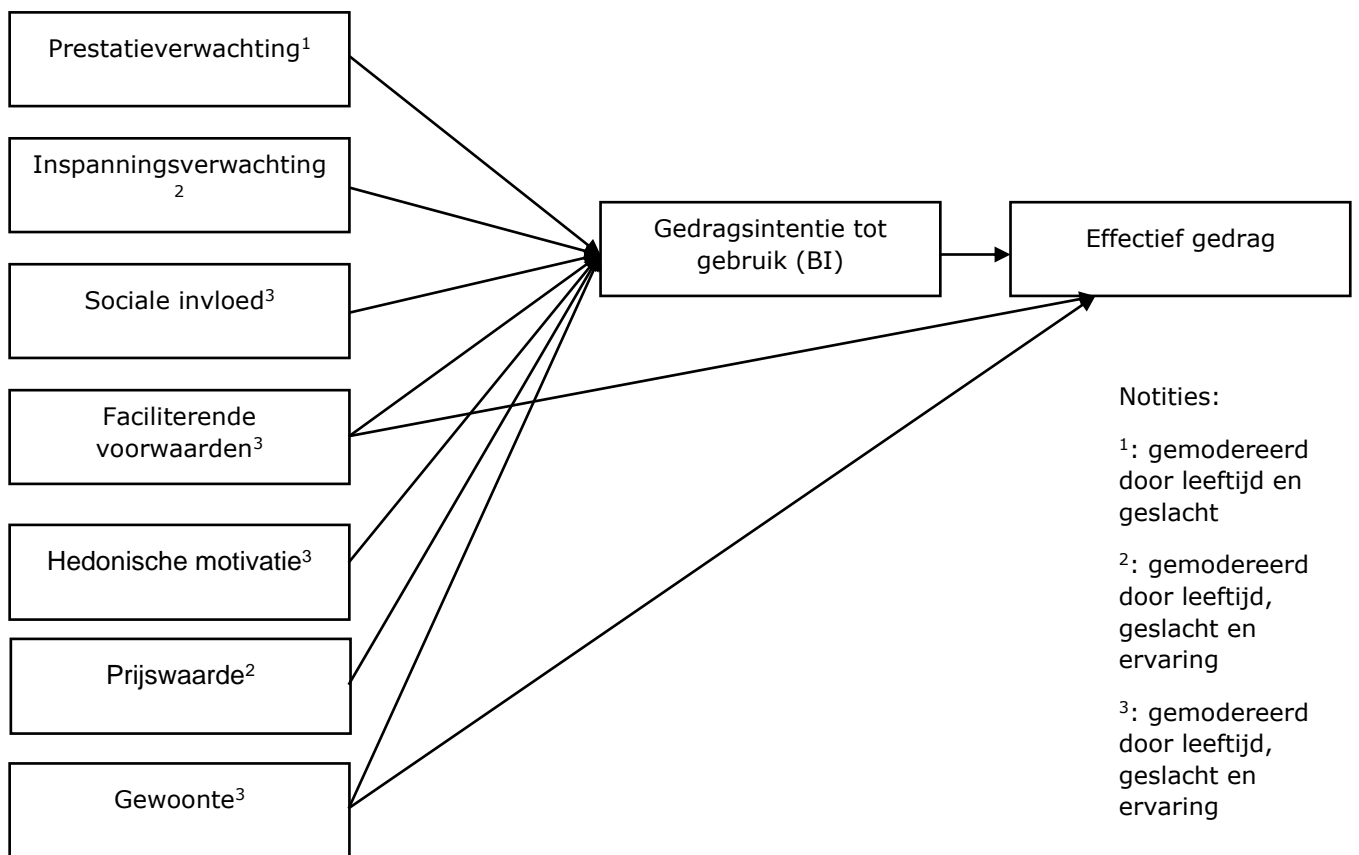 Prestatieverwachting¹
Inspanningsverwachting
²
Sociale invloed³
Faciliterende
voorwaarden³
Hedonische motivatie³
Prijswaarde²
Gewoonte³
Gedragsintentie tot
gebruik (BI)
Effectief gedrag
Notities:
¹: gemodereerd
door leeftijd en
geslacht
²: gemodereerd
door leeftijd,
geslacht en
ervaring
³: gemodereerd
door leeftijd,
geslacht en
ervaring